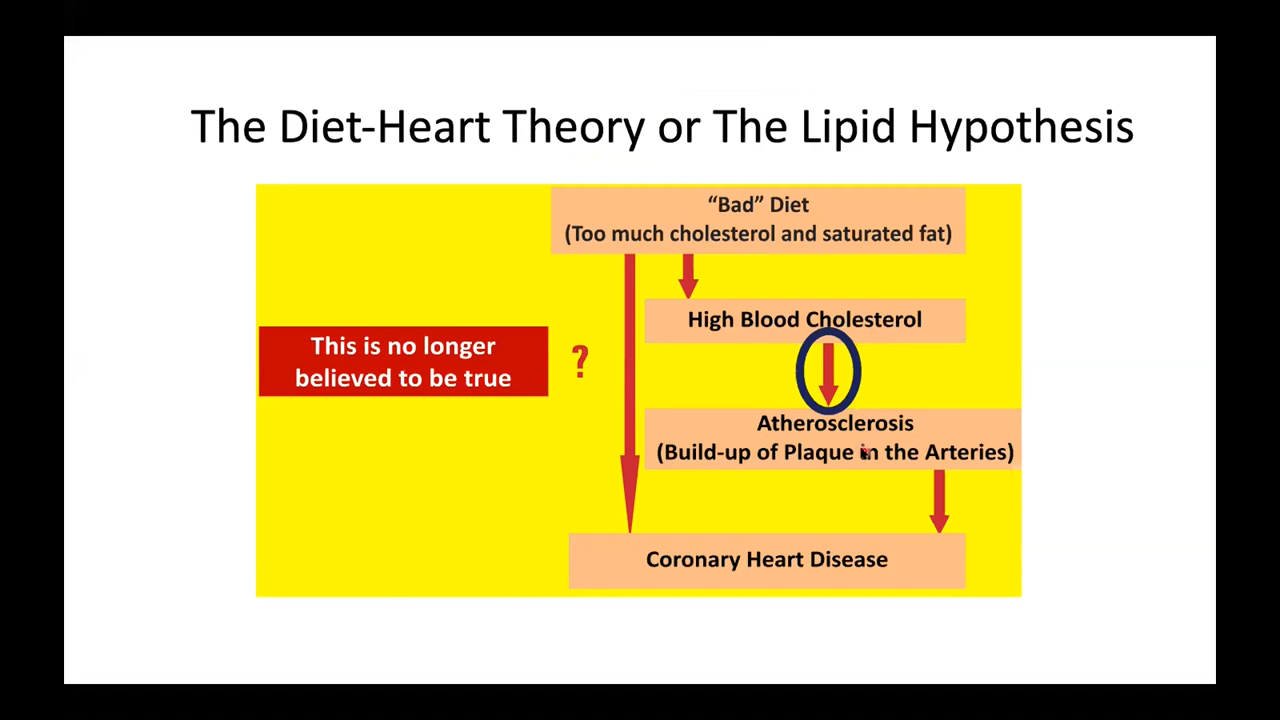 The Diet-Heart Theory or The Lipid Hypothesis
“Bad” Diet
(Too much cholesterol and saturated fat)
High Blood Cholesterol
This is no longer
believed to be true
?
Atherosclerosis
(Build-up of Plaque in the Arteries)
Coronary Heart Disease